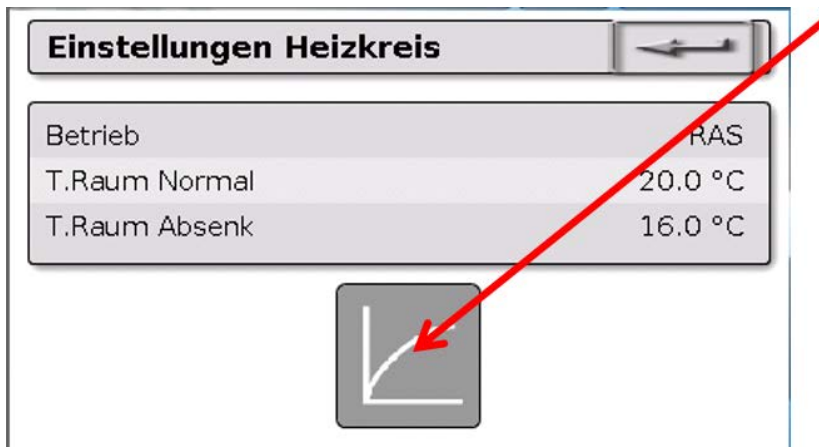 Einstellungen Heizkreis
Betrieb RAS
T.Raum Normal 20.0 °C
T.Raum Absenk 16.0 °C